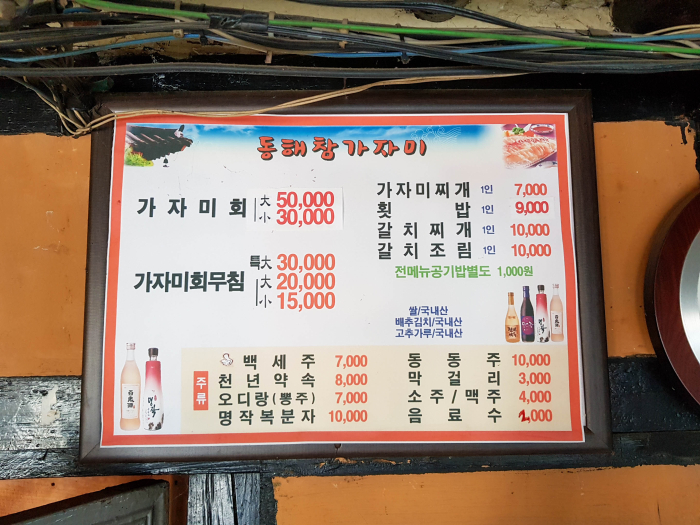 동해참가자미
가자미회 大 50,000
小 30,000
가자미회무침 특大 30,000
大 20,000
小 15,000
가자미찌개 1인 7,000
횟밥 1인 9,000
갈치찌개 1인 10,000
갈치조림 1인 10,000
전메뉴공기밥별도 1,000원
쌀/국내산
배추김치/국내산
고추가루/국내산
주류
백세주 7,000
천년약속 8,000
오디랑(뽕주) 7,000
명작복분자 10,000
동동주 10,000
막걸리 3,000
소주/맥주 4,000
음료수 2,000